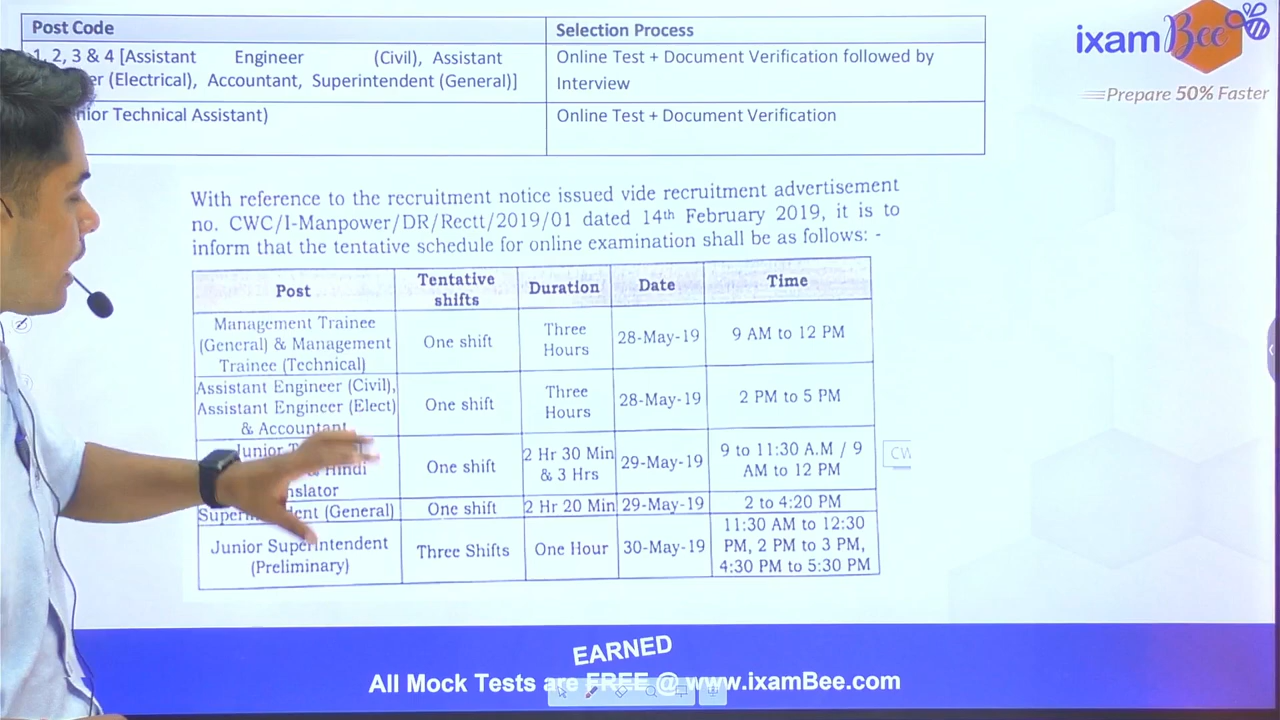 Post Code
Selection Process
1, 2, 3 & 4 [Assistant Engineer (Civil), Assistant
(Electrical), Accountant, Superintendent (General)]
Online Test + Document Verification followed by
Interview
Technical Assistant)
Online Test + Document Verification
ixamBee
Prepare 50% Faster
With reference to the recruitment notice issued vide recruitment advertisement
no. CWC/I-Manpower/DR/Rectt/2019/01 dated 14th February 2019, it is to
inform that the tentative schedule for online examination shall be as follows: -
Post
Tentative
shifts
Duration
Date
Time
Management Trainee
(General) & Management
Trainee (Technical)
One shift
Three
Hours
28-May-19
9 AM to 12 PM
Assistant Engineer (Civil),
Assistant Engineer (Elect)
& Accountant
One shift
Three
Hours
28-May-19
2 PM to 5 PM
Junior
Hindi
One shift
2 Hr 30 Min
& 3 Hrs
29-May-19
9 to 11:30 A.M / 9
AM to 12 PM
(General)
One shift
2 Hr 20 Min
29-May-19
2 to 4:20 PM
Junior Superintendent
(Preliminary)
Three Shifts
One Hour
30-May-19
11:30 AM to 12:30
PM, 2 PM to 3 PM,
4:30 PM to 5:30 PM
EARNED
All Mock Tests are FREE @ www.ixamBee.com